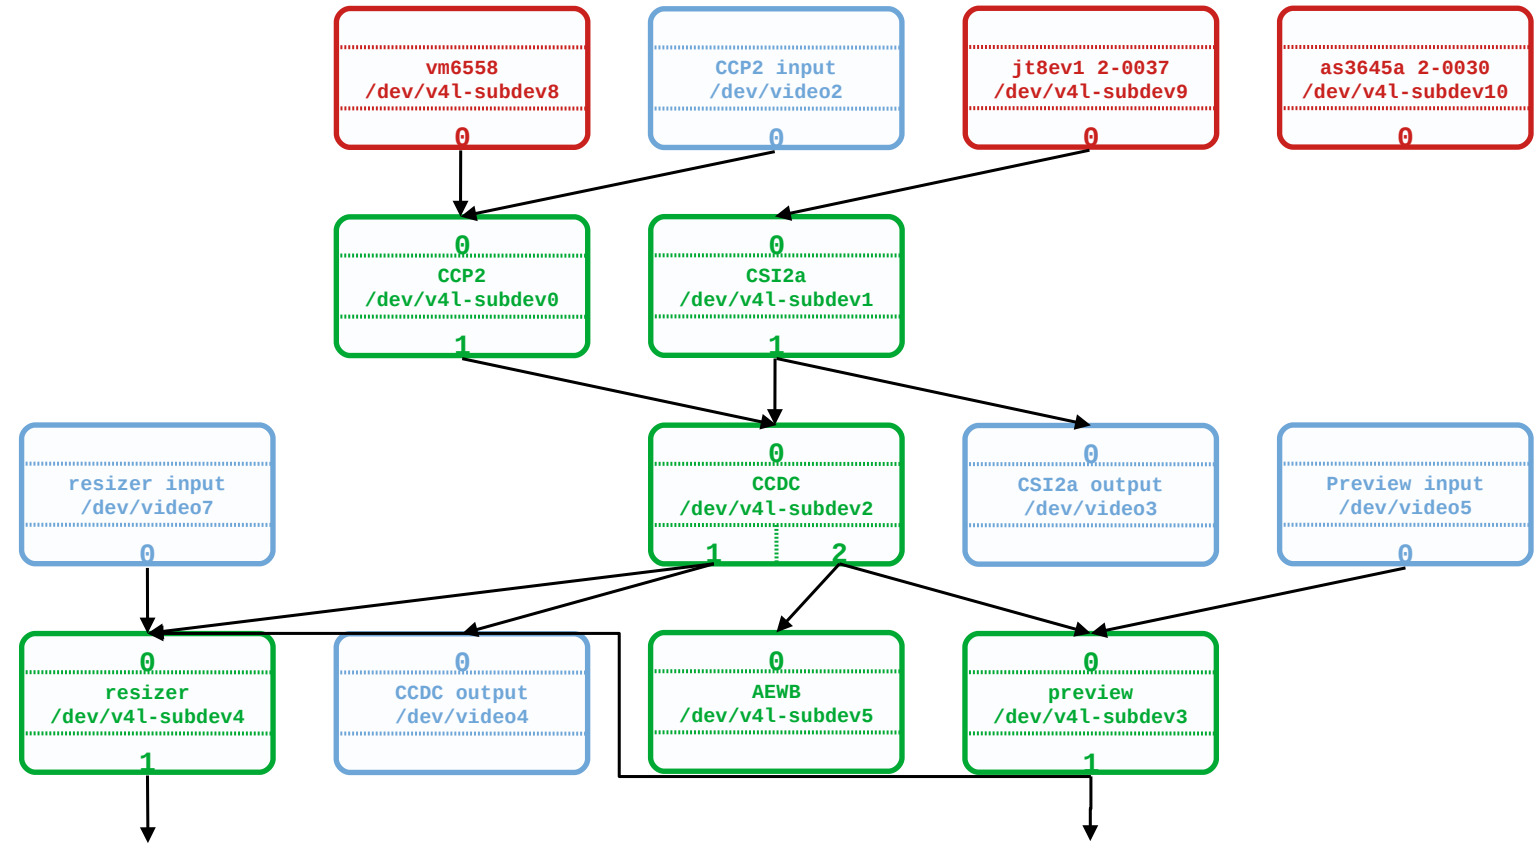 vm6558
/dev/v4l-subdev8
0
CCP2 input
/dev/video2
0
jt8ev1 2-0037
/dev/v4l-subdev9
0
as3645a 2-0030
/dev/v4l-subdev10
0
0
CCP2
/dev/v4l-subdev0
1
0
CSI2a
/dev/v4l-subdev1
1
resizer input
/dev/video7
0
0
CCDC
/dev/v4l-subdev2
1 2
0
CSI2a output
/dev/video3
Preview input
/dev/video5
0
0
resizer
/dev/v4l-subdev4
1
0
CCDC output
/dev/video4
0
AEWB
/dev/v4l-subdev5
0
preview
/dev/v4l-subdev3
1